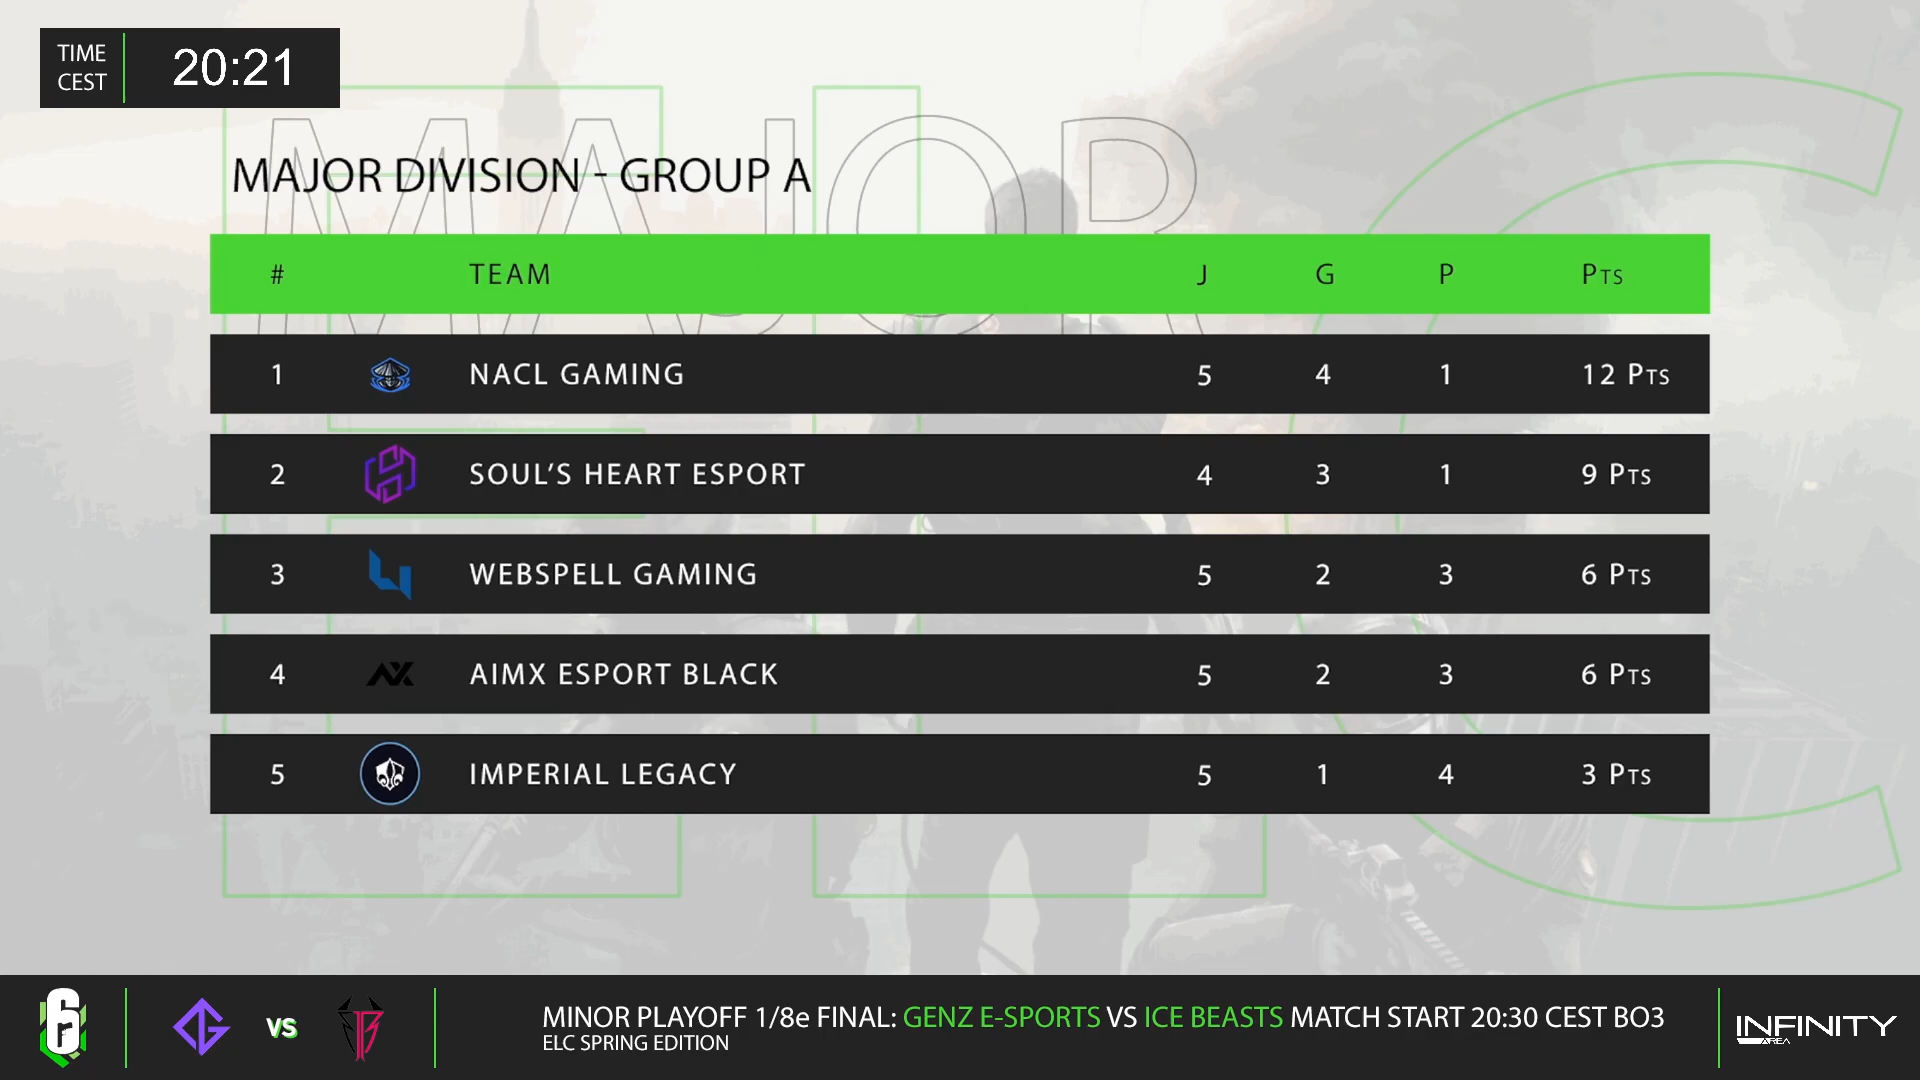 TIME
CEST
20:21
MAJOR
MAJOR DIVISION - GROUP A
# TEAM J G P PTS
1 NACL GAMING 5 4 1 12 PTS
2 SOUL'S HEART ESPORT 4 3 1 9 PTS
3 WEBSPELL GAMING 5 2 3 6 PTS
4 AIMX ESPORT BLACK 5 2 3 6 PTS
5 IMPERIAL LEGACY 5 1 4 3 PTS
ELC
VS
MINOR PLAYOFF 1/8e FINAL: GENZ E-SPORTS VS ICE BEASTS MATCH START 20:30 CEST BO3
ELC SPRING EDITION
INFINITY
AREA